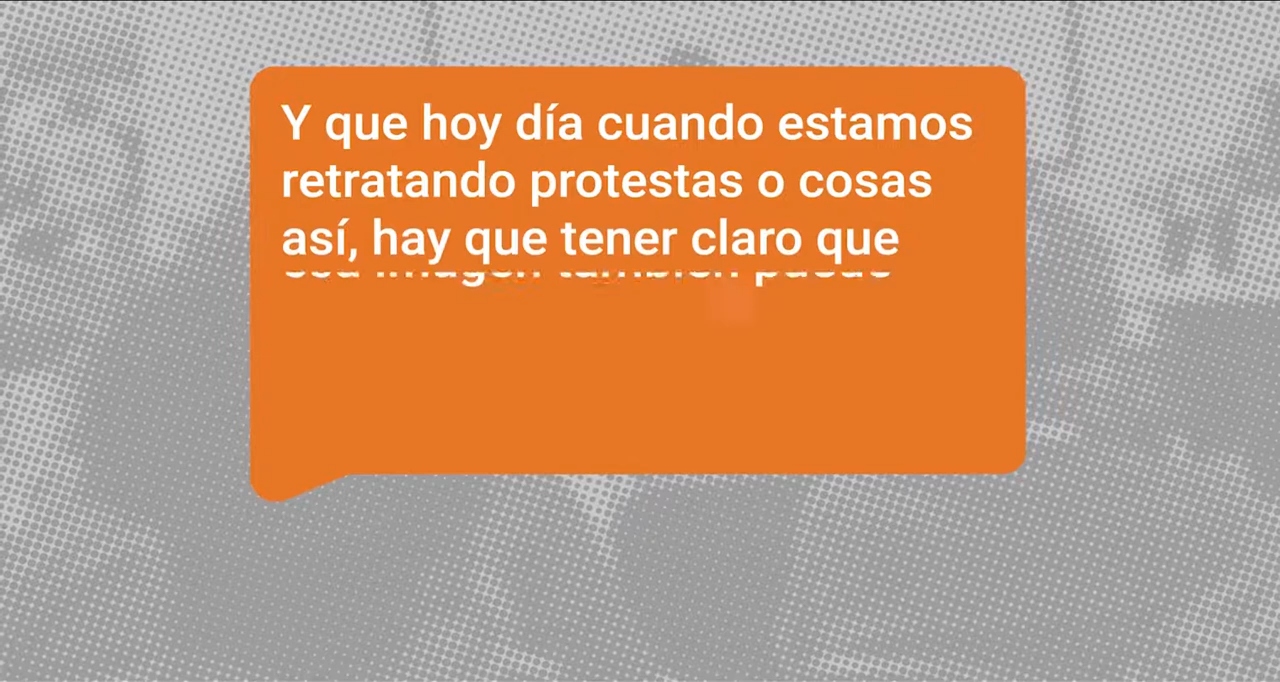 Y que hoy día cuando estamos
retratando protestas o cosas
así, hay que tener claro que